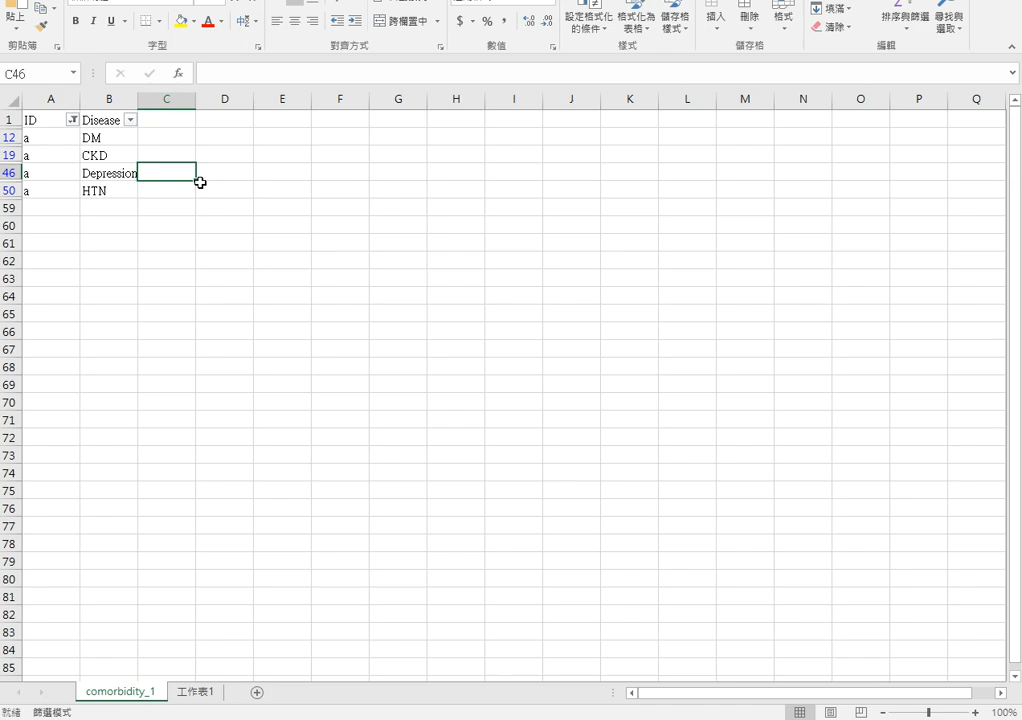 貼上 B I U A 中 跨欄置中 $ % , 設定格式化的條件 格式化為表格 儲存格樣式 插入 刪除 格式 填滿 清除 排序與篩選 尋找與選取
剪貼簿 字型 對齊方式 數值 樣式 儲存格 編輯
C46 fx
A B C D E F G H I J K L M N O P Q
1 ID Disease
12 a DM
19 a CKD
46 a Depression
50 a HTN
59
60
61
62
63
64
65
66
67
68
69
70
71
72
73
74
75
76
77
78
79
80
81
82
83
84
85
comorbidity_1 工作表1
就緒 篩選模式 100%